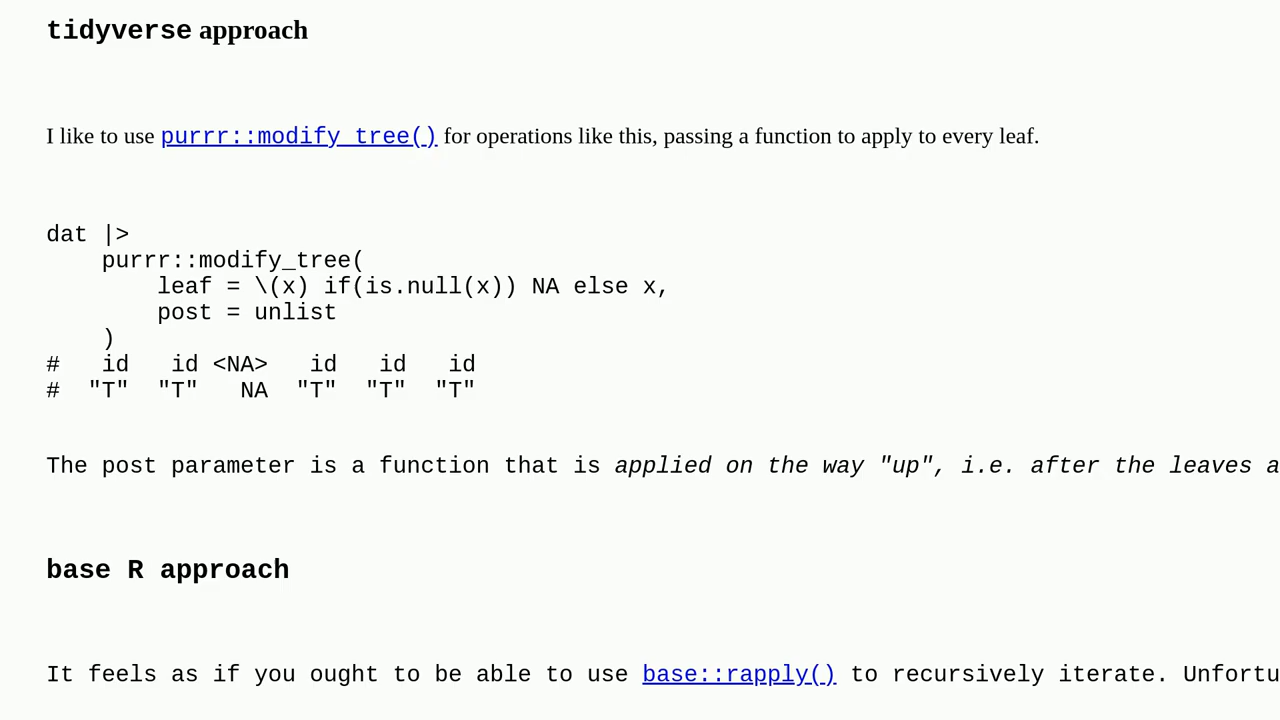 tidyverse approach
I like to use purrr::modify_tree() for operations like this, passing a function to apply to every leaf.
dat |>
    purrr::modify_tree(
        leaf = \(x) if(is.null(x)) NA else x,
        post = unlist
    )
#   id   id <NA>   id   id   id
#  "T"  "T"   NA  "T"  "T"  "T"
The post parameter is a function that is applied on the way "up", i.e. after the leaves
base R approach
It feels as if you ought to be able to use base::rapply() to recursively iterate.